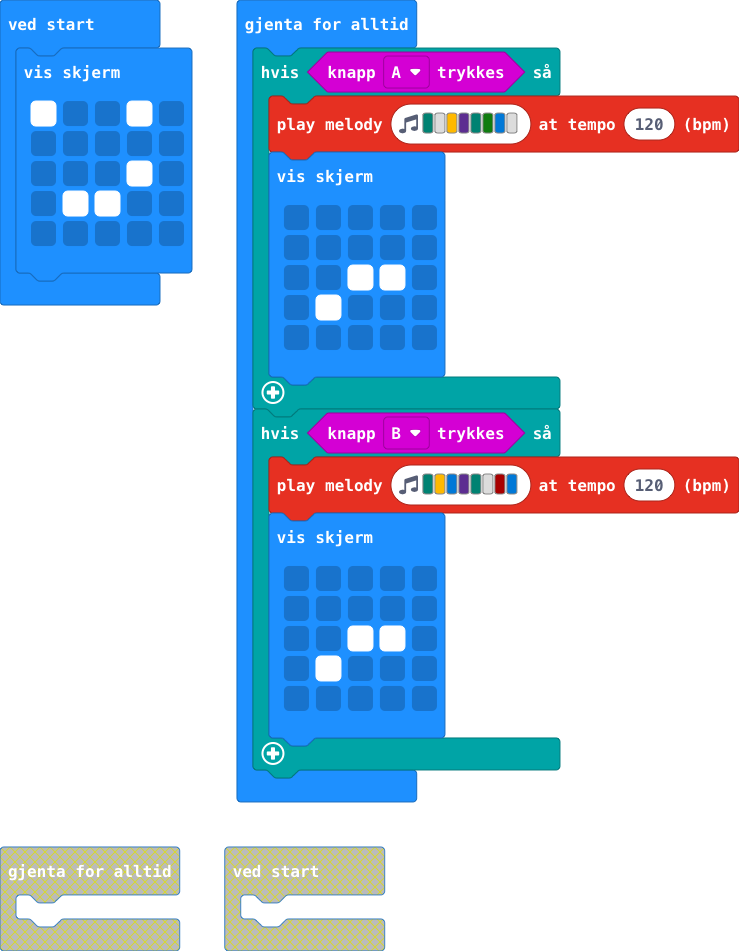 ved start
vis skjerm
gjenta for alltid
hvis knapp A trykkes så
play melody at tempo 120 (bpm)
vis skjerm
hvis knapp B trykkes så
play melody at tempo 120 (bpm)
vis skjerm
gjenta for alltid
ved start